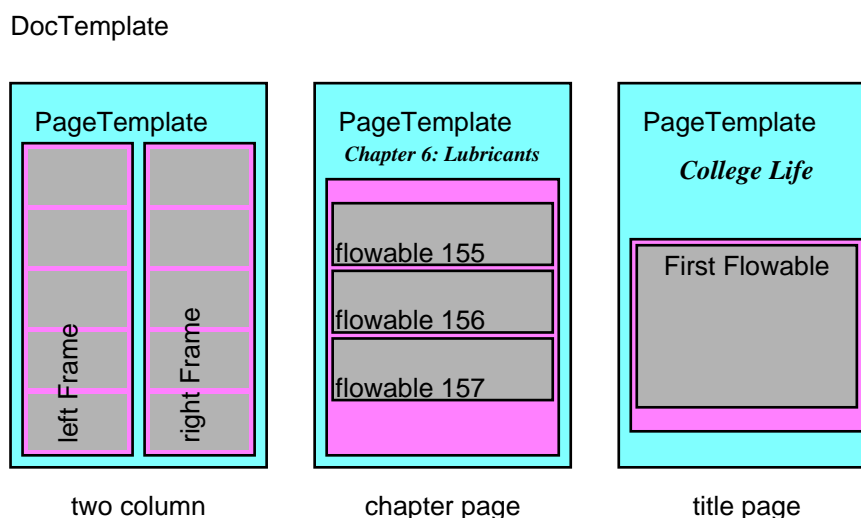 DocTemplate
PageTemplate
left Frame
right Frame
two column
PageTemplate
Chapter 6: Lubricants
flowable 155
flowable 156
flowable 157
chapter page
PageTemplate
College Life
First Flowable
title page